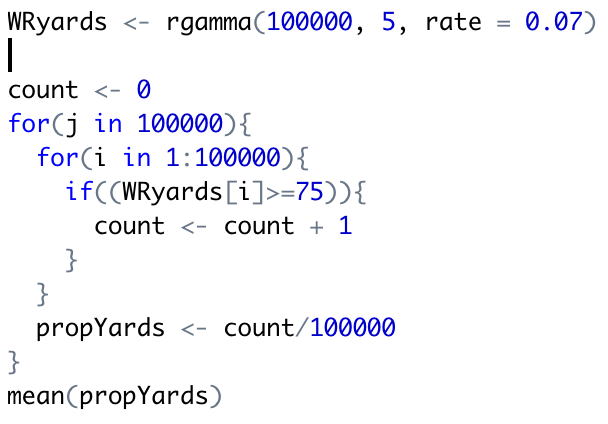 WRyards <- rgamma(100000, 5, rate = 0.07)
count <- 0
for(j in 100000){
  for(i in 1:100000){
    if((WRyards[i]>=75)){
      count <- count + 1
    }
  }
  propYards <- count/100000
}
mean(propYards)